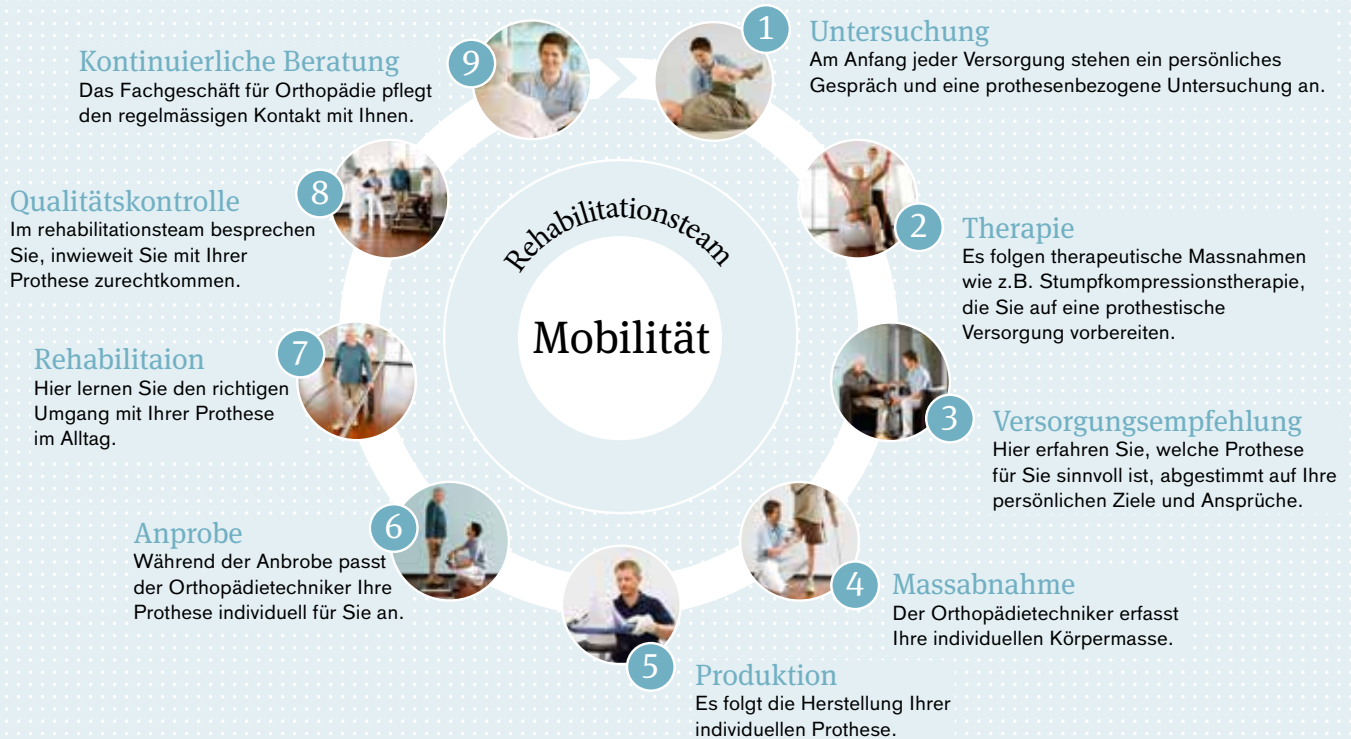 1
Untersuchung
Am Anfang jeder Versorgung stehen ein persönliches
Gespräch und eine prothesenbezogene Untersuchung an.
2
Therapie
Es folgen therapeutische Massnahmen
wie z.B. Stumpfkompressionstherapie,
die Sie auf eine prothestische
Versorgung vorbereiten.
3
Versorgungsempfehlung
Hier erfahren Sie, welche Prothese
für Sie sinnvoll ist, abgestimmt auf Ihre
persönlichen Ziele und Ansprüche.
4
Massabnahme
Der Orthopädietechniker erfasst
Ihre individuellen Körpermasse.
5
Produktion
Es folgt die Herstellung Ihrer
individuellen Prothese.
6
Anprobe
Während der Anbrobe passt
der Orthopädietechniker Ihre
Prothese individuell für Sie an.
7
Rehabilitaion
Hier lernen Sie den richtigen
Umgang mit Ihrer Prothese
im Alltag.
8
Qualitätskontrolle
Im rehabilitationsteam besprechen
Sie, inwieweit Sie mit Ihrer
Prothese zurechtkommen.
9
Kontinuierliche Beratung
Das Fachgeschäft für Orthopädie pflegt
den regelmässigen Kontakt mit Ihnen.
Rehabilitationsteam
Mobilität